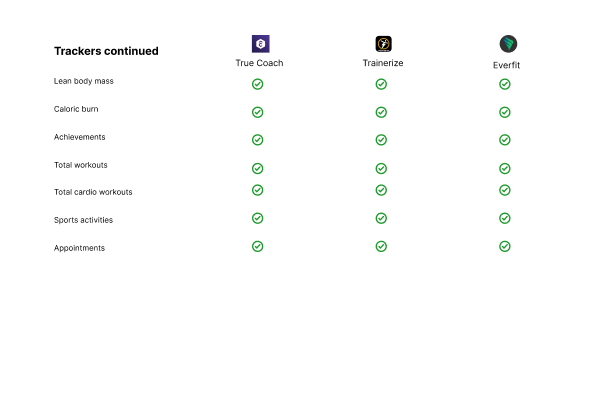 Trackers continued
True Coach
Trainerize
Everfit
Lean body mass
Caloric burn
Achievements
Total workouts
Total cardio workouts
Sports activities
Appointments